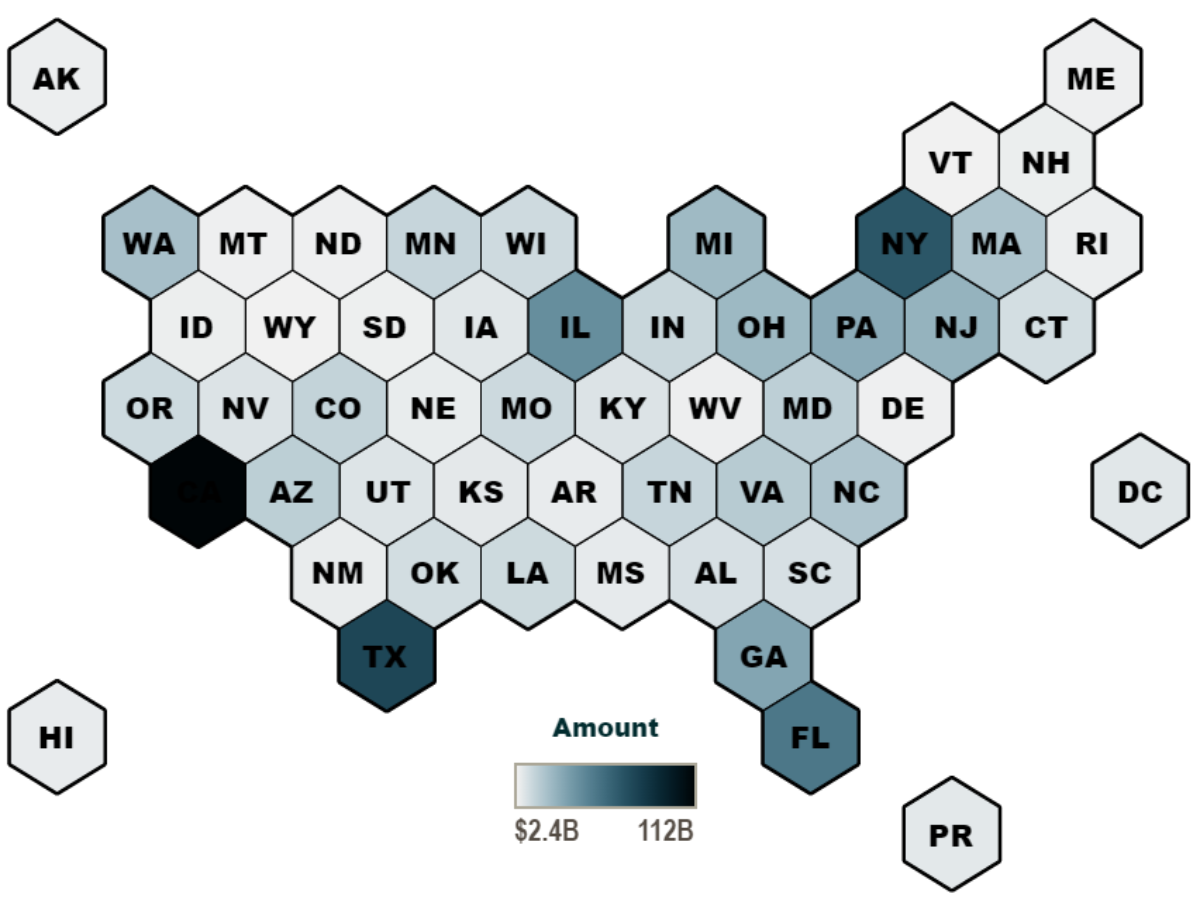 AK
ME
VT NH
WA MT ND MN WI MI NY MA RI
ID WY SD IA IL IN OH PA NJ CT
OR NV CO NE MO KY WV MD DE
CA AZ UT KS AR TN VA NC DC
NM OK LA MS AL SC
TX GA
HI FL
Amount
$2.4B 112B
PR